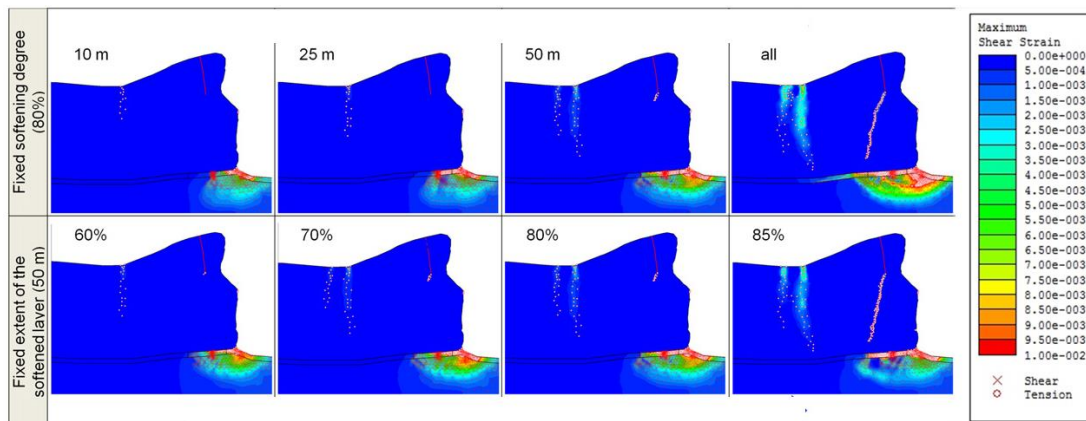 Fixed softening degree
(80%)
10 m
25 m
50 m
all
Fixed extent of the
softened layer (50 m)
60%
70%
80%
85%
Maximum
Shear Strain
0.00e+000
5.00e-004
1.00e-003
1.50e-003
2.00e-003
2.50e-003
3.00e-003
3.50e-003
4.00e-003
4.50e-003
5.00e-003
5.50e-003
6.00e-003
6.50e-003
7.00e-003
7.50e-003
8.00e-003
8.50e-003
9.00e-003
9.50e-003
1.00e-002
Shear
Tension